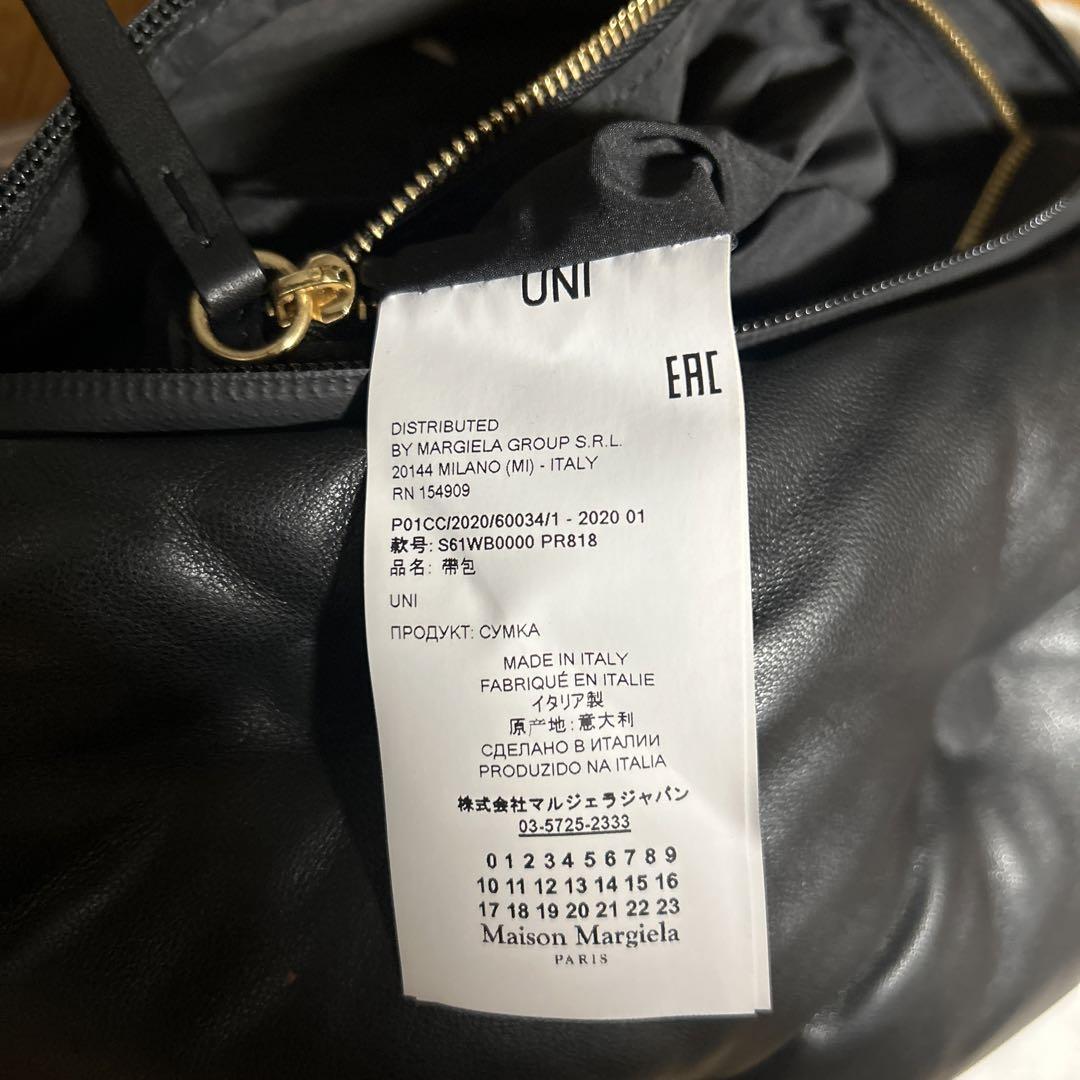 UNI
EAC
DISTRIBUTED
BY MARGIELA GROUP S.R.L.
20144 MILANO (MI) - ITALY
RN 154909
P01CC/2020/60034/1 - 2020 01
款号: S61WB0000 PR818
品名: 帶包
UNI
ПРОДУКТ: СУМКА
MADE IN ITALY
FABRIQUÉ EN ITALIE
イタリア製
原产地:意大利
СДЕЛАНО В ИТАЛИИ
PRODUZIDO NA ITALIA
株式会社マルジェラジャパン
03-5725-2333
0 1 2 3 4 5 6 7 8 9
10 11 12 13 14 15 16
17 18 19 20 21 22 23
Maison Margiela
PARIS